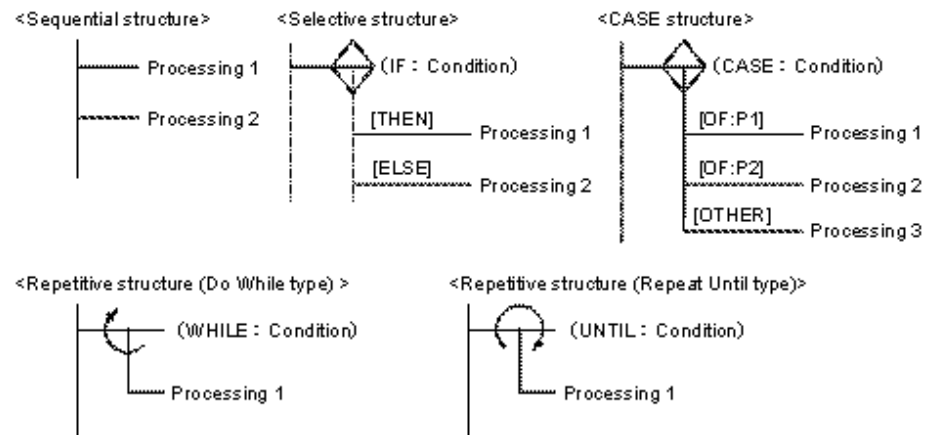 <Sequential structure>
Processing 1
Processing 2
<Selective structure>
(IF : Condition)
[THEN]
Processing 1
[ELSE]
Processing 2
<CASE structure>
(CASE : Condition)
[OF:P1]
Processing 1
[OF:P2]
Processing 2
[OTHER]
Processing 3
<Repetitive structure (Do While type) >
(WHILE : Condition)
Processing 1
<Repetitive structure (Repeat Until type)>
(UNTIL : Condition)
Processing 1